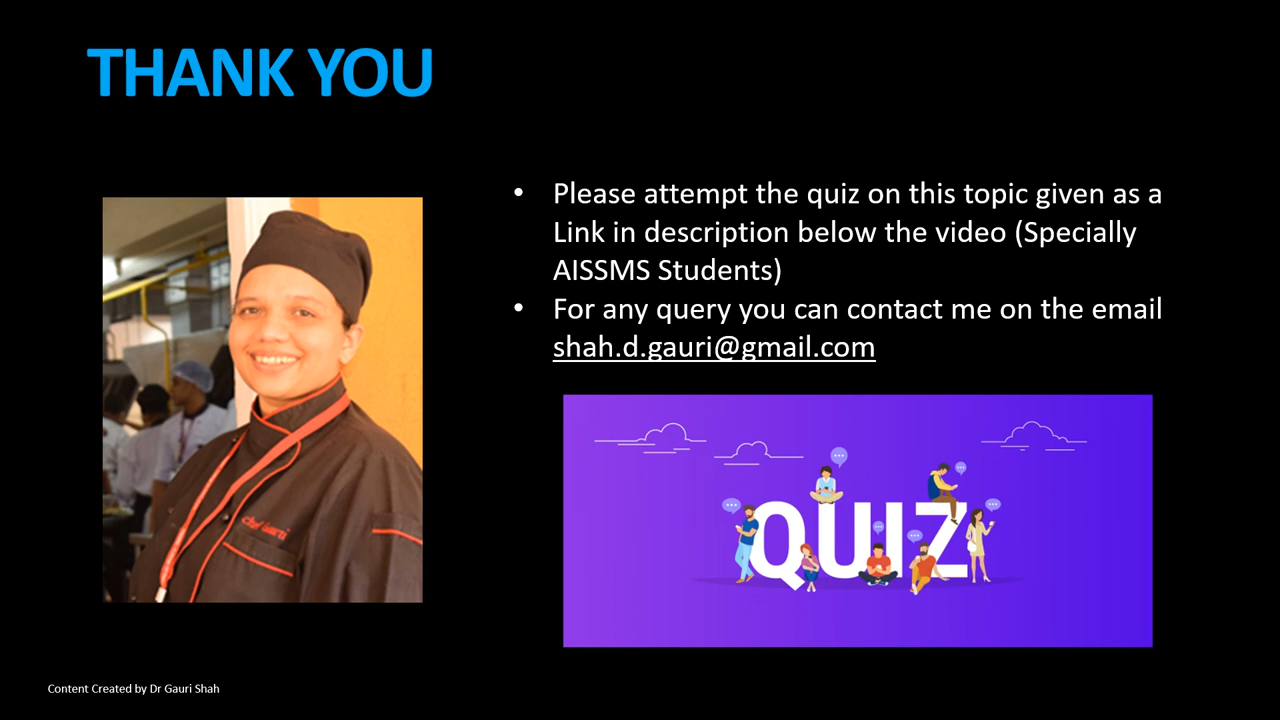 THANK YOU
• Please attempt the quiz on this topic given as a
Link in description below the video (Specially
AISSMS Students)
• For any query you can contact me on the email
shah.d.gauri@gmail.com
chef Gauri
QUIZ
Content Created by Dr Gauri Shah